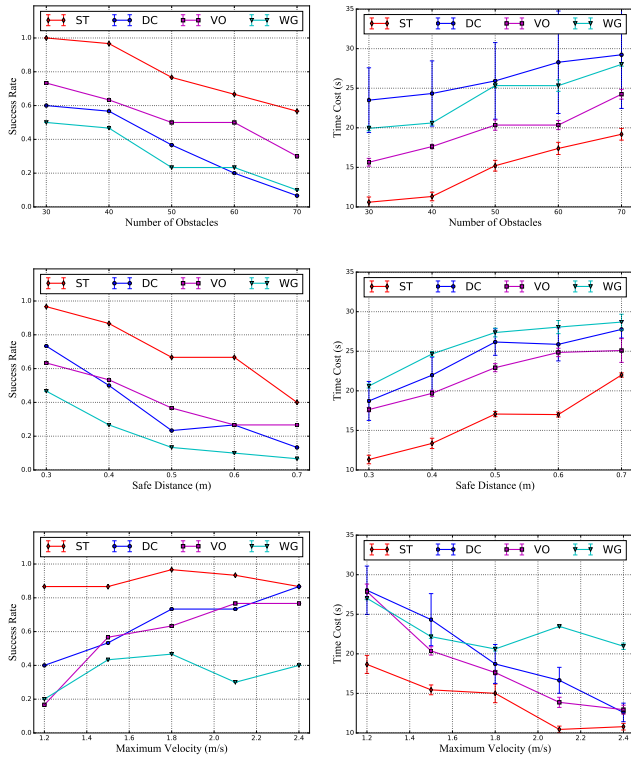 ST DC VO WG
Success Rate
1.0
0.8
0.6
0.4
0.2
0.0
30 40 50 60 70
Number of Obstacles
ST DC VO WG
Time Cost (s)
35
30
25
20
15
10
30 40 50 60 70
Number of Obstacles
ST DC VO WG
Success Rate
1.0
0.8
0.6
0.4
0.2
0.0
0.3 0.4 0.5 0.6 0.7
Safe Distance (m)
ST DC VO WG
Time Cost (s)
35
30
25
20
15
10
0.3 0.4 0.5 0.6 0.7
Safe Distance (m)
ST DC VO WG
Success Rate
1.0
0.8
0.6
0.4
0.2
0.0
1.2 1.4 1.6 1.8 2.0 2.2 2.4
Maximum Velocity (m/s)
ST DC VO WG
Time Cost (s)
35
30
25
20
15
10
1.2 1.4 1.6 1.8 2.0 2.2 2.4
Maximum Velocity (m/s)